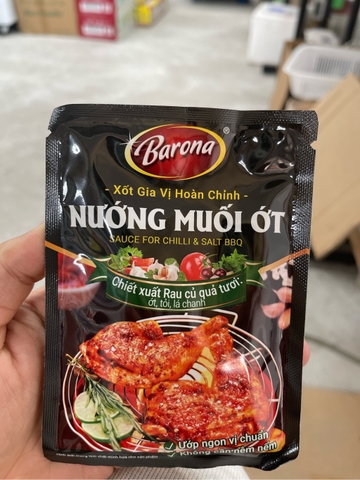 Barona®
- Xốt Gia Vị Hoàn Chỉnh -
NƯỚNG MUỐI ỚT
SAUCE FOR CHILLI & SALT BBQ
Chiết xuất Rau củ quả tươi:
ớt, tỏi, lá chanh
Ướp ngon vị chuẩn
Không cần nêm nếm